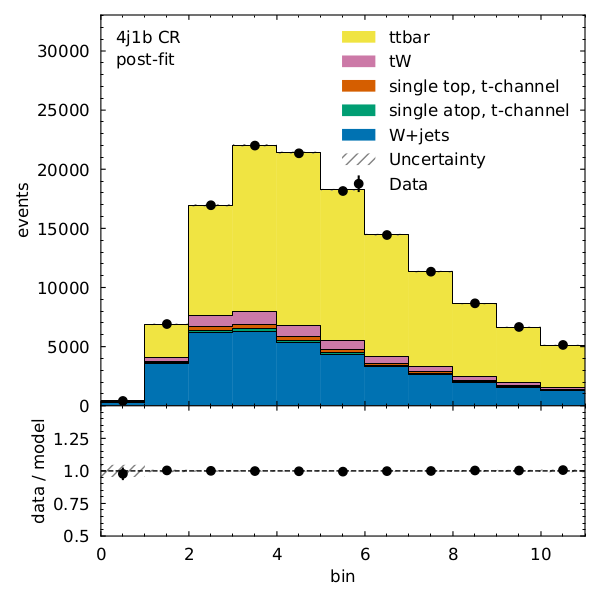 4j1b CR
post-fit
ttbar
tW
single top, t-channel
single atop, t-channel
W+jets
Uncertainty
Data
events
30000
25000
20000
15000
10000
5000
0
data / model
1.25
1.0
0.75
0.5
0 2 4 6 8 10
bin